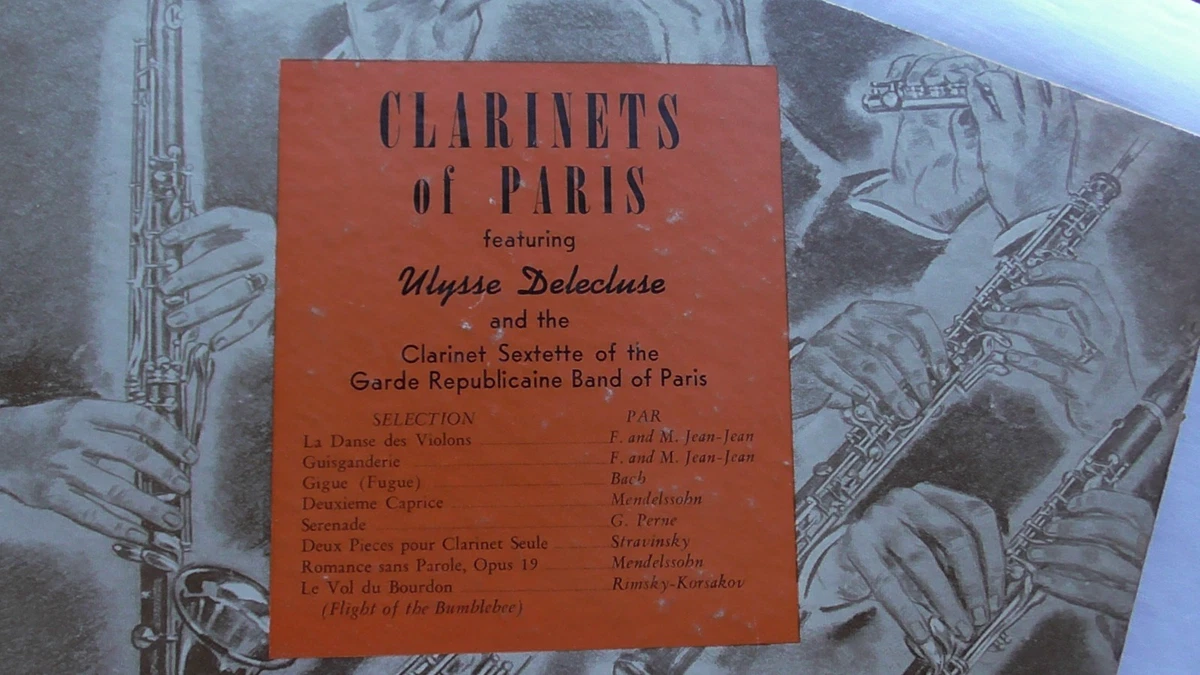 CLARINETS
of PARIS
featuring
Ulysse Delecluse
and the
Clarinet Sextette of the
Garde Republicaine Band of Paris
SELECTION PAR
La Danse des Violons F. and M. Jean-Jean
Guisganderie F. and M. Jean-Jean
Gigue (Fugue) Bach
Deuxieme Caprice Mendelssohn
Serenade G. Perne
Deux Pieces pour Clarinet Seule Stravinsky
Romance sans Parole, Opus 19 Mendelssohn
Le Vol du Bourdon Rimsky-Korsakov
(Flight of the Bumblebee)